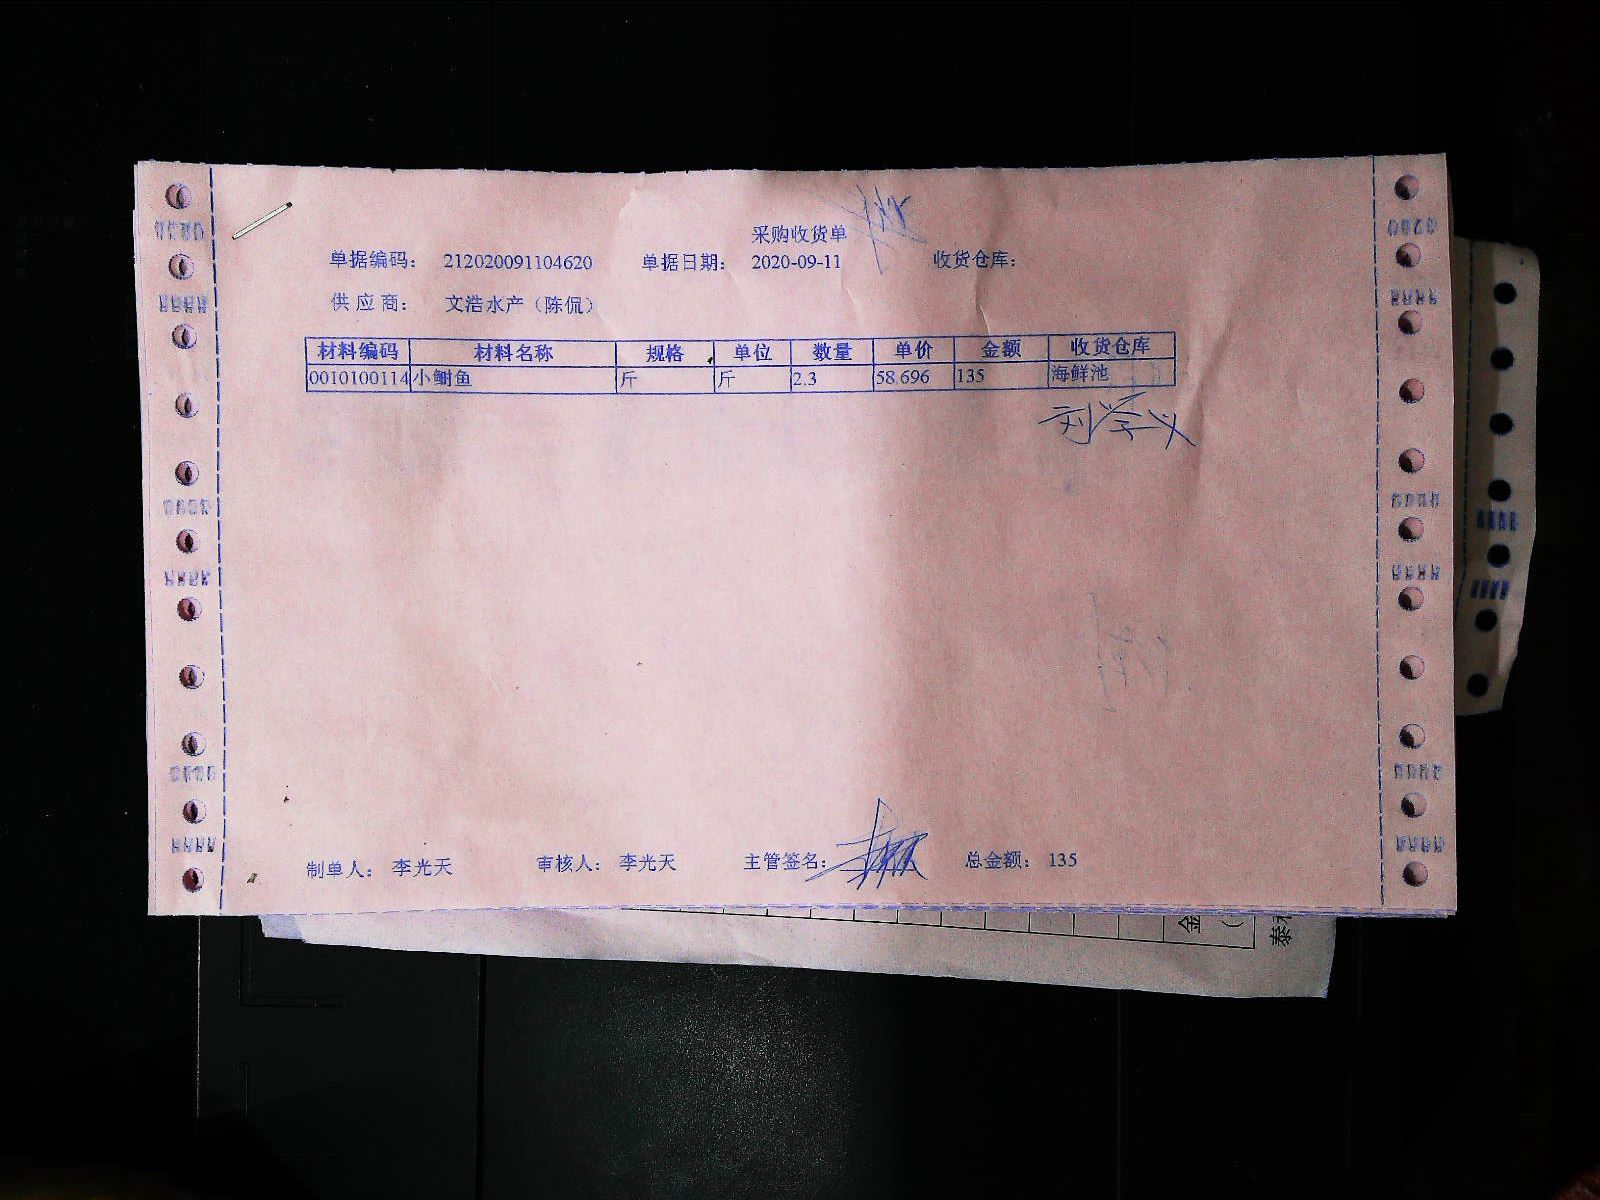 采购收货单
单据编码： 212020091104620 单据日期： 2020-09-11 收货仓库：
供 应 商： 文浩水产（陈侃）
材料编码 材料名称 规格 单位 数量 单价 金额 收货仓库
0010100114 小鲥鱼 斤 斤 2.3 58.696 135 海鲜池
制单人： 李光天 审核人： 李光天 主管签名： 总金额： 135
金
泰